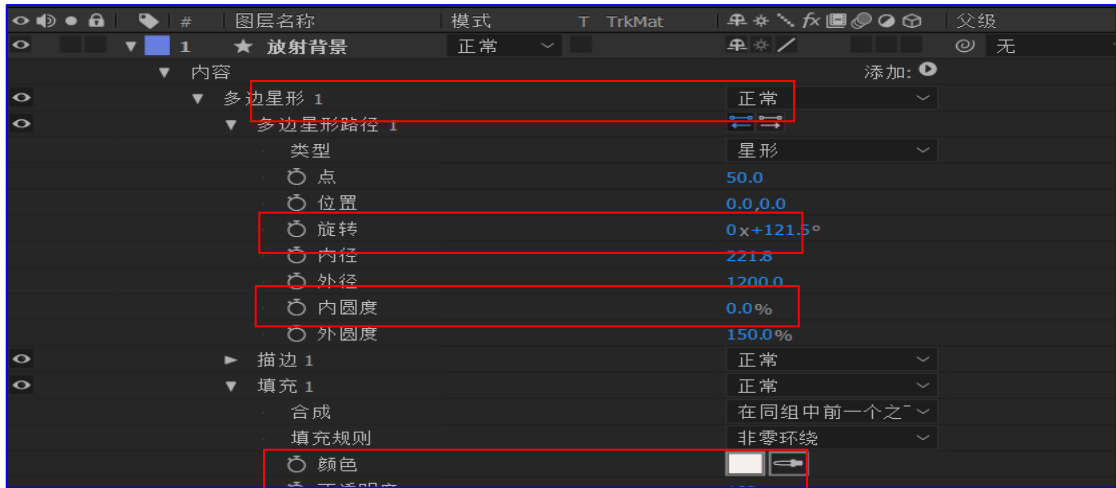 # 图层名称 模式 T TrkMat fx 父级
1 ★ 放射背景 正常 无
内容 添加:
多边星形 1 正常
多边星形路径 1
类型 星形
点 50.0
位置 0.0,0.0
旋转 0x+121.5°
内径 221.8
外径 1200.0
内圆度 0.0%
外圆度 150.0%
描边 1 正常
填充 1 正常
合成 在同组中前一个之
填充规则 非零环绕
颜色